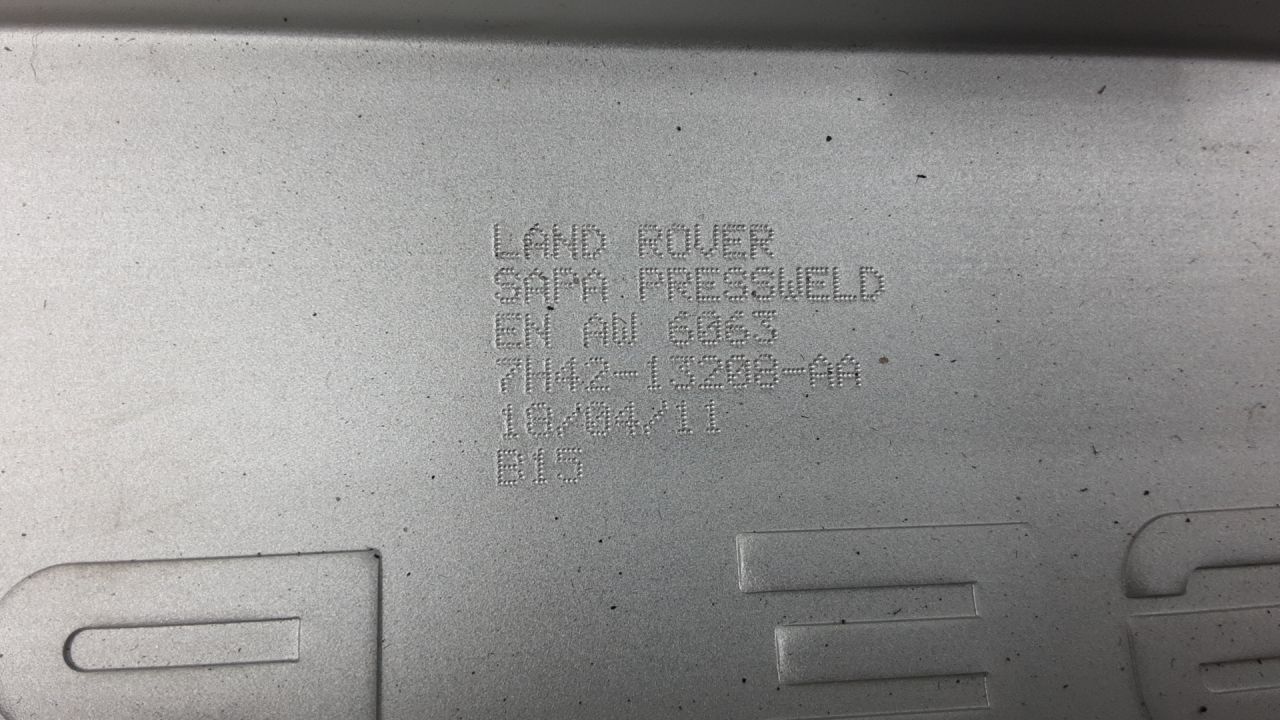 LAND ROVER
SAPA PRESSWELD
EN AW 6063
7H42-13208-AA
18/04/11
B15